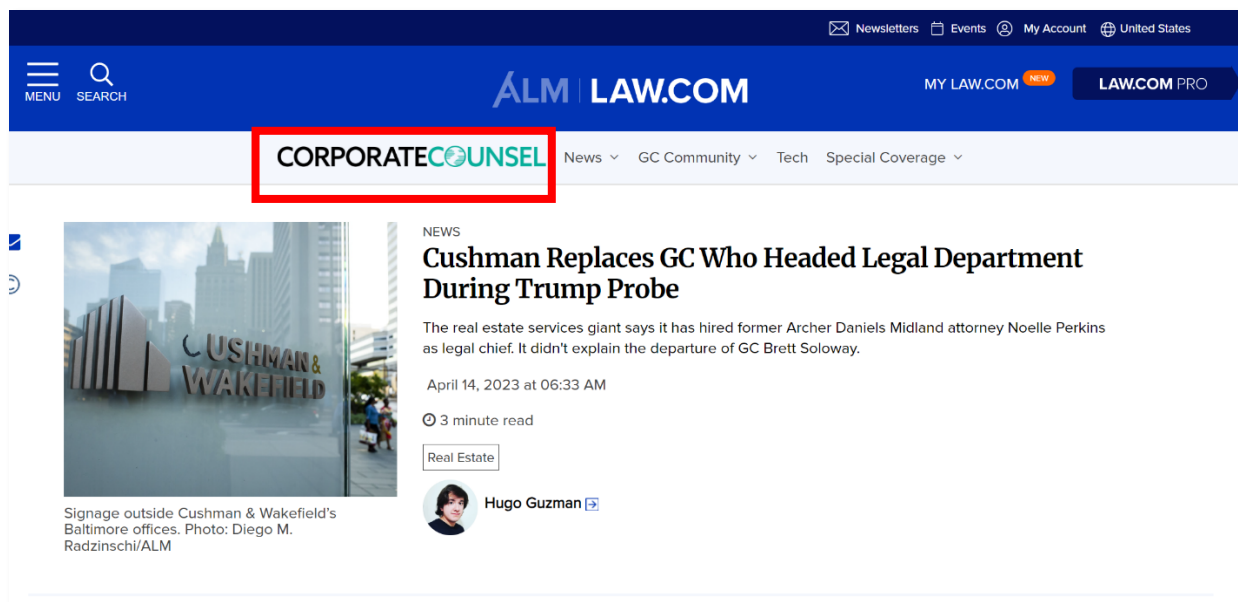 Newsletters Events My Account United States
MENU SEARCH
ALM | LAW.COM
MY LAW.COM NEW
LAW.COM PRO
CORPORATECOUNSEL News GC Community Tech Special Coverage
NEWS
Cushman Replaces GC Who Headed Legal Department
During Trump Probe
The real estate services giant says it has hired former Archer Daniels Midland attorney Noelle Perkins
as legal chief. It didn't explain the departure of GC Brett Soloway.
April 14, 2023 at 06:33 AM
3 minute read
Real Estate
Hugo Guzman
CUSHMAN &
WAKEFIELD
Signage outside Cushman & Wakefield's
Baltimore offices. Photo: Diego M.
Radzinschi/ALM